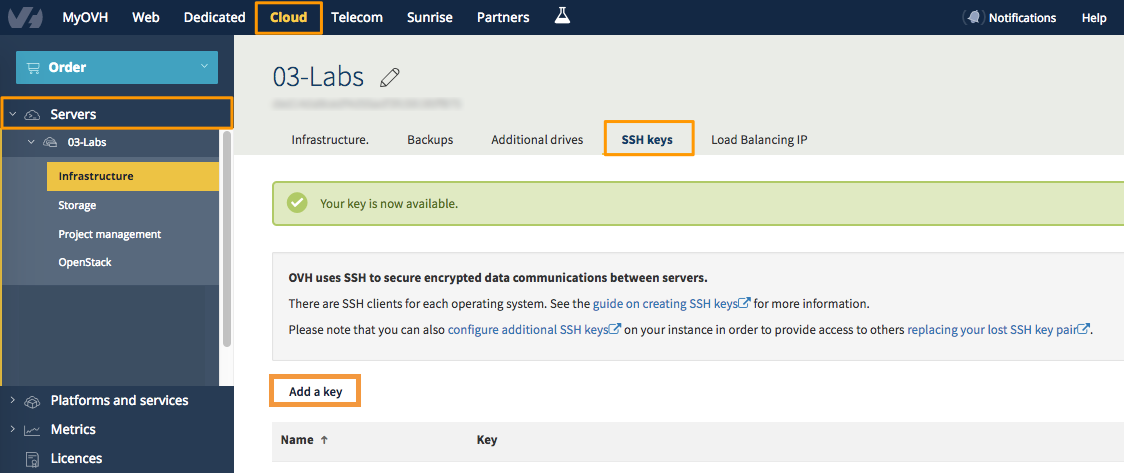 MyOVH Web Dedicated Cloud Telecom Sunrise Partners Notifications Help
Order
Servers
03-Labs
Infrastructure
Storage
Project management
OpenStack
Platforms and services
Metrics
Licences
03-Labs
Infrastructure. Backups Additional drives SSH keys Load Balancing IP
Your key is now available.
OVH uses SSH to secure encrypted data communications between servers.
There are SSH clients for each operating system. See the guide on creating SSH keys for more information.
Please note that you can also configure additional SSH keys on your instance in order to provide access to others replacing your lost SSH key pair.
Add a key
Name ↑ Key